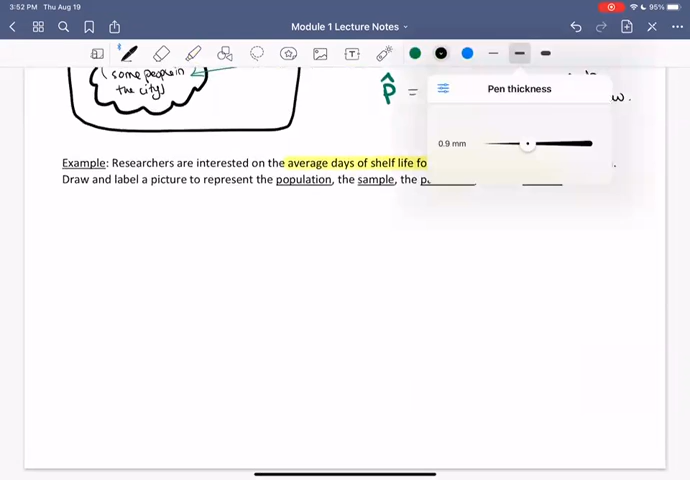 3:52 PM Thu Aug 19
95%
Module 1 Lecture Notes
(some people in
the city)
p̂ =
w.
Pen thickness
0.9 mm
Example: Researchers are interested on the average days of shelf life fo
Draw and label a picture to represent the population, the sample, the p